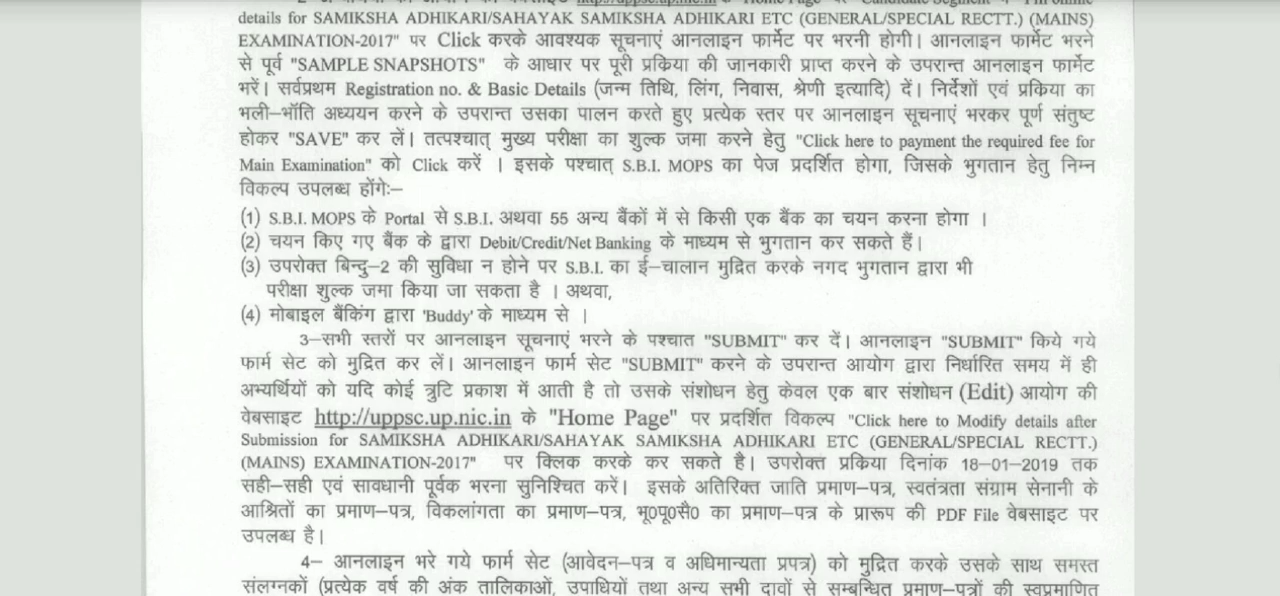 http://uppsc.up.nic.in के "Home Page" पर "Candidate Segment"
details for SAMIKSHA ADHIKARI/SAHAYAK SAMIKSHA ADHIKARI ETC (GENERAL/SPECIAL RECTT.) (MAINS)
EXAMINATION-2017" पर Click करके आवश्यक सूचनाएं आनलाइन फार्मेट पर भरनी होगी। आनलाइन फार्मेट भरने
से पूर्व "SAMPLE SNAPSHOTS" के आधार पर पूरी प्रकिया की जानकारी प्राप्त करने के उपरान्त आनलाइन फार्मेट
भरें। सर्वप्रथम Registration no. & Basic Details (जन्म तिथि, लिंग, निवास, श्रेणी इत्यादि) दें। निर्देशों एवं प्रकिया का
भली–भॉति अध्ययन करने के उपरान्त उसका पालन करते हुए प्रत्येक स्तर पर आनलाइन सूचनाएं भरकर पूर्ण संतुष्ट
होकर "SAVE" कर लें। तत्पश्चात् मुख्य परीक्षा का शुल्क जमा करने हेतु "Click here to payment the required fee for
Main Examination" को Click करें । इसके पश्चात् S.B.I. MOPS का पेज प्रदर्शित होगा, जिसके भुगतान हेतु निम्न
विकल्प उपलब्ध होंगेः–
(1) S.B.I. MOPS के Portal से S.B.I. अथवा 55 अन्य बैंकों में से किसी एक बैंक का चयन करना होगा ।
(2) चयन किए गए बैंक के द्वारा Debit/Credit/Net Banking के माध्यम से भुगतान कर सकते हैं।
(3) उपरोक्त बिन्दु–2 की सुविधा न होने पर S.B.I. का ई–चालान मुद्रित करके नगद भुगतान द्वारा भी
परीक्षा शुल्क जमा किया जा सकता है । अथवा,
(4) मोबाइल बैंकिंग द्वारा 'Buddy' के माध्यम से ।
3–सभी स्तरों पर आनलाइन सूचनाएं भरने के पश्चात "SUBMIT" कर दें। आनलाइन "SUBMIT" किये गये
फार्म सेट को मुद्रित कर लें। आनलाइन फार्म सेट "SUBMIT" करने के उपरान्त आयोग द्वारा निर्धारित समय में ही
अभ्यर्थियों को यदि कोई त्रुटि प्रकाश में आती है तो उसके संशोधन हेतु केवल एक बार संशोधन (Edit) आयोग की
वेबसाइट http://uppsc.up.nic.in के "Home Page" पर प्रदर्शित विकल्प "Click here to Modify details after
Submission for SAMIKSHA ADHIKARI/SAHAYAK SAMIKSHA ADHIKARI ETC (GENERAL/SPECIAL RECTT.)
(MAINS) EXAMINATION-2017" पर क्लिक करके कर सकते है। उपरोक्त प्रकिया दिनांक 18–01–2019 तक
सही–सही एवं सावधानी पूर्वक भरना सुनिश्चित करें। इसके अतिरिक्त जाति प्रमाण–पत्र, स्वतंत्रता संग्राम सेनानी के
आश्रितों का प्रमाण–पत्र, विकलांगता का प्रमाण–पत्र, भू0पू0सै0 का प्रमाण–पत्र के प्रारूप की PDF File वेबसाइट पर
उपलब्ध है।
4– आनलाइन भरे गये फार्म सेट (आवेदन–पत्र व अधिमान्यता प्रपत्र) को मुद्रित करके उसके साथ समस्त
संलग्नकों (प्रत्येक वर्ष की अंक तालिकाओं, उपाधियों तथा अन्य सभी दावों से सम्बन्धित प्रमाण–पत्रों की स्वप्रमाणित